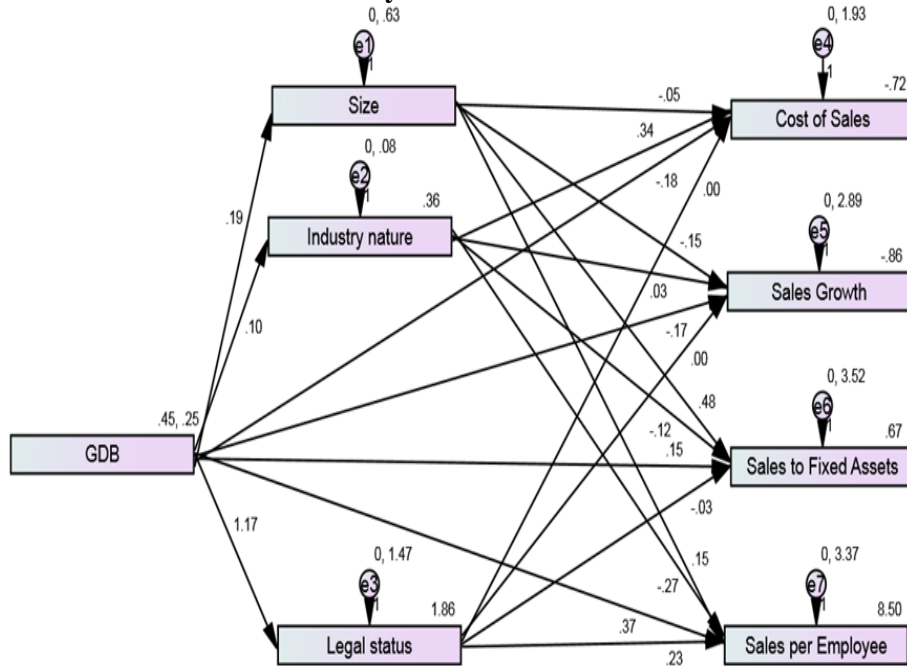 0, .63
e1
1
Size
0, .08
e2
1
.36
Industry nature
.45, .25
GDB
0, 1.47
e3
1
1.86
Legal status
.19
.10
1.17
-.05
.34
-.18
.00
-.15
.03
-.17
.00
.48
-.12
.15
-.03
.15
-.27
.37
.23
0, 1.93
e4
1
-.72
Cost of Sales
0, 2.89
e5
1
-.86
Sales Growth
0, 3.52
e6
1
.67
Sales to Fixed Assets
0, 3.37
e7
1
8.50
Sales per Employee